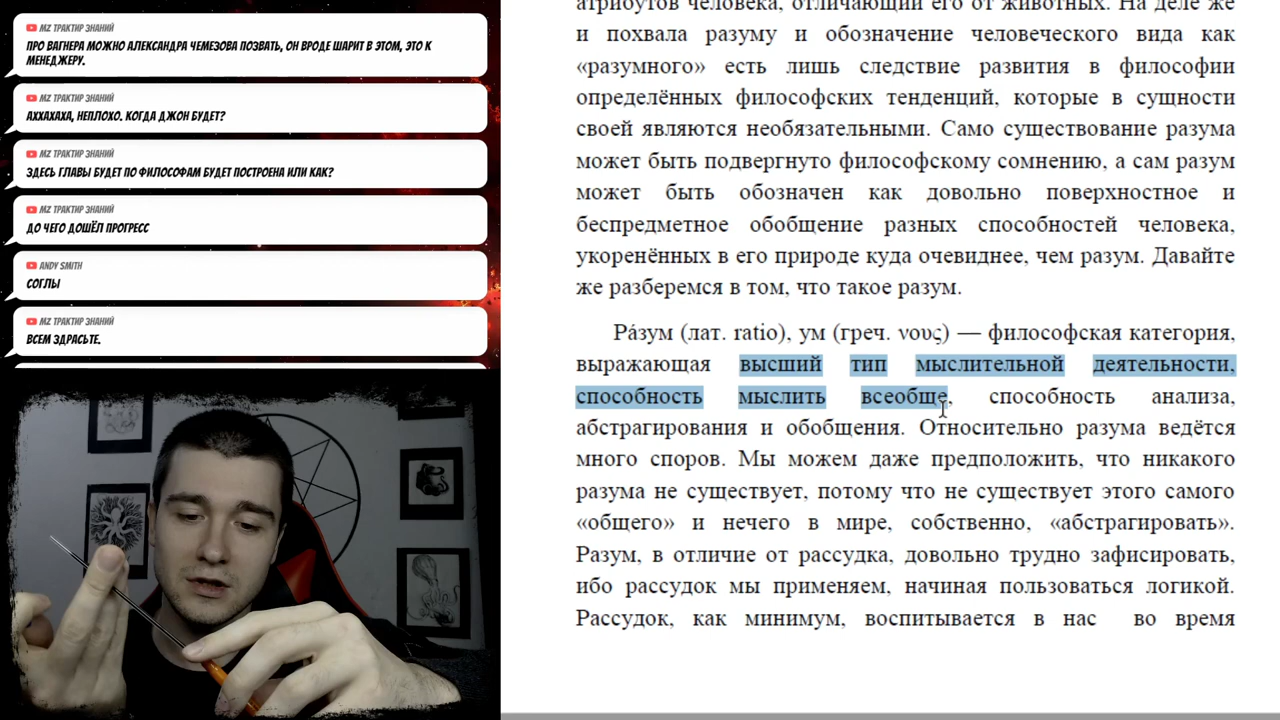 MZ ТРАКТИР ЗНАНИЙ
ПРО ВАГНЕРА МОЖНО АЛЕКСАНДРА ЧЕМЕЗОВА ПОЗВАТЬ, ОН ВРОДЕ ШАРИТ В ЭТОМ, ЭТО К
МЕНЕДЖЕРУ.
MZ ТРАКТИР ЗНАНИЙ
АХХАХАХА, НЕПЛОХО. КОГДА ДЖОН БУДЕТ?
MZ ТРАКТИР ЗНАНИЙ
ЗДЕСЬ ГЛАВЫ БУДЕТ ПО ФИЛОСОФАМ БУДЕТ ПОСТРОЕНА ИЛИ КАК?
MZ ТРАКТИР ЗНАНИЙ
ДО ЧЕГО ДОШЁЛ ПРОГРЕСС
ANDY SMITH
СОГЛЫ
MZ ТРАКТИР ЗНАНИЙ
ВСЕМ ЗДРАСЬТЕ.
атрибутов человека, отличающий его от животных. На деле же
и похвала разуму и обозначение человеческого вида как
«разумного» есть лишь следствие развития в философии
определённых философских тенденций, которые в сущности
своей являются необязательными. Само существование разума
может быть подвергнуто философскому сомнению, а сам разум
может быть обозначен как довольно поверхностное и
беспредметное обобщение разных способностей человека,
укоренённых в его природе куда очевиднее, чем разум. Давайте
же разберемся в том, что такое разум.
Ра́зум (лат. ratio), ум (греч. νους) — философская категория,
выражающая высший тип мыслительной деятельности,
способность мыслить всеобще, способность анализа,
абстрагирования и обобщения. Относительно разума ведётся
много споров. Мы можем даже предположить, что никакого
разума не существует, потому что не существует этого самого
«общего» и нечего в мире, собственно, «абстрагировать».
Разум, в отличие от рассудка, довольно трудно зафисировать,
ибо рассудок мы применяем, начиная пользоваться логикой.
Рассудок, как минимум, воспитывается в нас во время